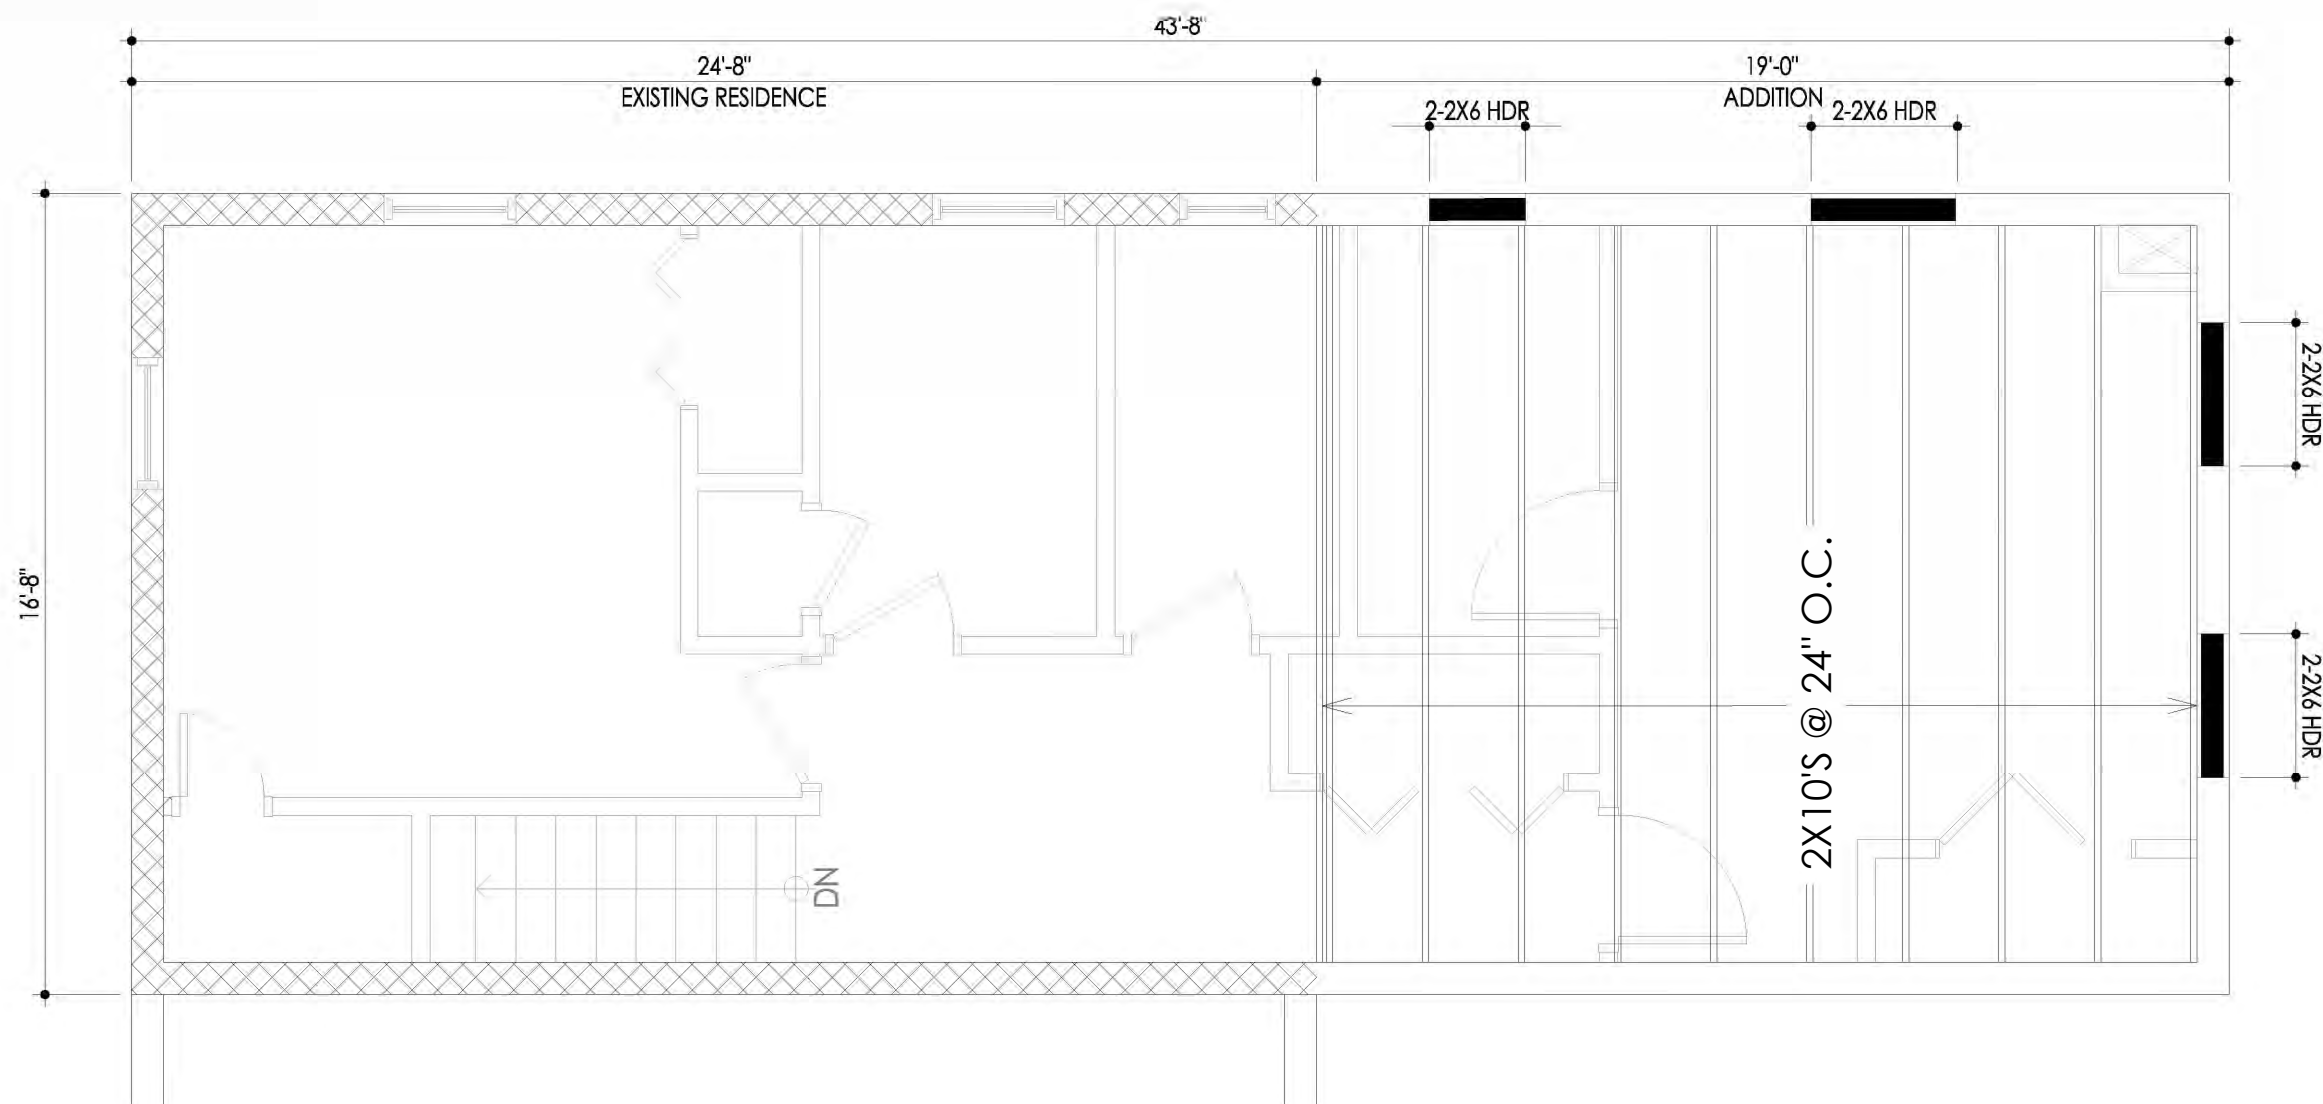 43'-8"
24'-8"
EXISTING RESIDENCE
19'-0"
ADDITION
2-2X6 HDR
2-2X6 HDR
16'-8"
2-2X6 HDR
2-2X6 HDR
2X10'S @ 24" O.C.
DN